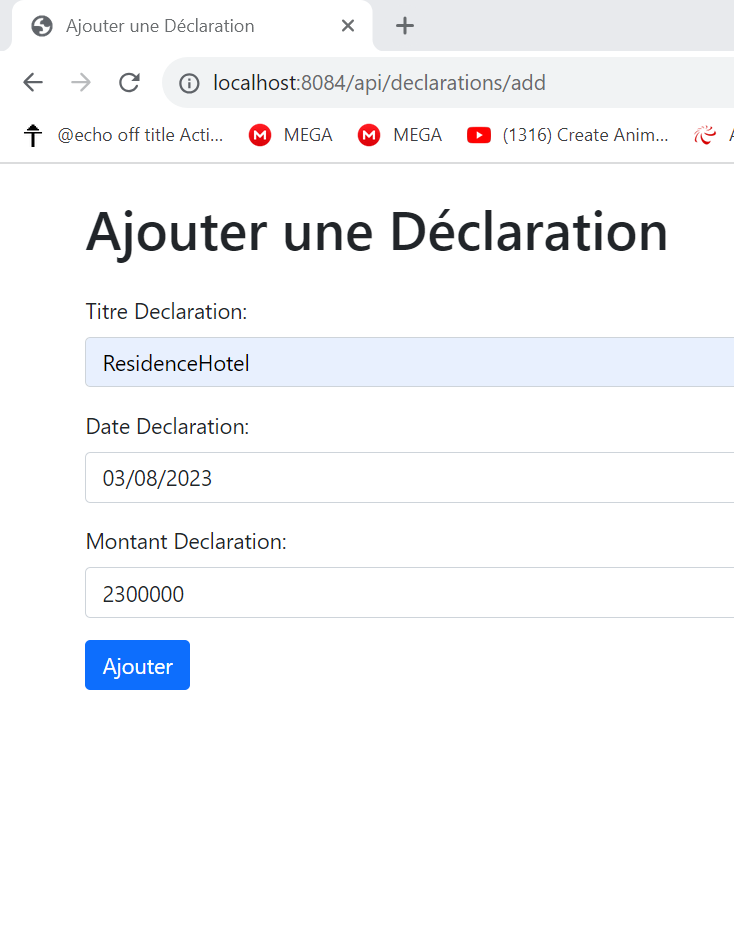 Ajouter une Déclaration
localhost:8084/api/declarations/add
@echo off title Acti... MEGA MEGA (1316) Create Anim...
Ajouter une Déclaration
Titre Declaration:
ResidenceHotel
Date Declaration:
03/08/2023
Montant Declaration:
2300000
Ajouter